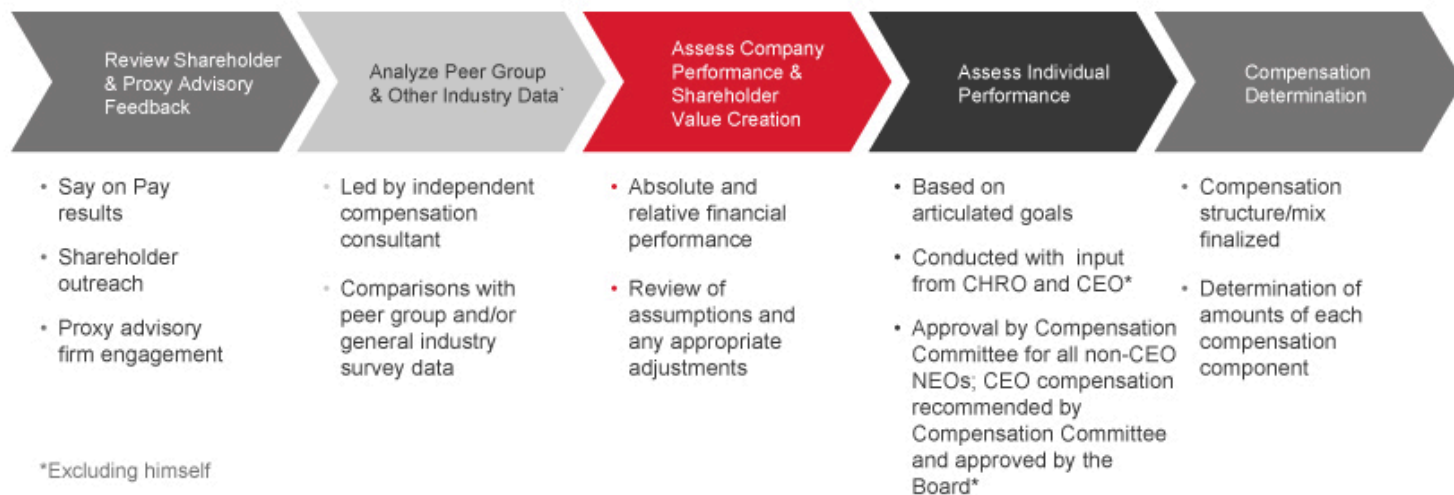 Review Shareholder
& Proxy Advisory
Feedback
Analyze Peer Group
& Other Industry Data`
Assess Company
Performance &
Shareholder
Value Creation
Assess Individual
Performance
Compensation
Determination
• Say on Pay
results
• Shareholder
outreach
• Proxy advisory
firm engagement
• Led by independent
compensation
consultant
• Comparisons with
peer group and/or
general industry
survey data
• Absolute and
relative financial
performance
• Review of
assumptions and
any appropriate
adjustments
• Based on
articulated goals
• Conducted with input
from CHRO and CEO*
• Approval by Compensation
Committee for all non-CEO
NEOs; CEO compensation
recommended by
Compensation Committee
and approved by the
Board*
• Compensation
structure/mix
finalized
• Determination of
amounts of each
compensation
component
*Excluding himself